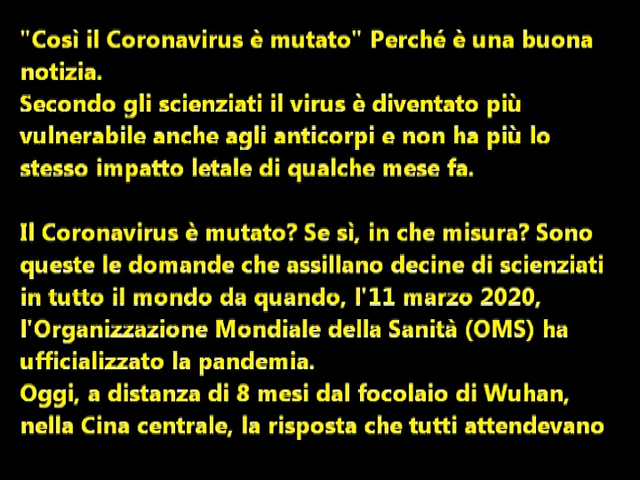 "Così il Coronavirus è mutato" Perché è una buona
notizia.
Secondo gli scienziati il virus è diventato più
vulnerabile anche agli anticorpi e non ha più lo
stesso impatto letale di qualche mese fa.
Il Coronavirus è mutato? Se sì, in che misura? Sono
queste le domande che assillano decine di scienziati
in tutto il mondo da quando, l'11 marzo 2020,
l'Organizzazione Mondiale della Sanità (OMS) ha
ufficializzato la pandemia.
Oggi, a distanza di 8 mesi dal focolaio di Wuhan,
nella Cina centrale, la risposta che tutti attendevano